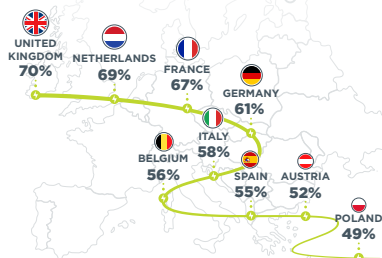 UNITED
KINGDOM
70%
NETHERLANDS
69%
FRANCE
67%
GERMANY
61%
ITALY
58%
BELGIUM
56%
SPAIN
55%
AUSTRIA
52%
POLAND
49%